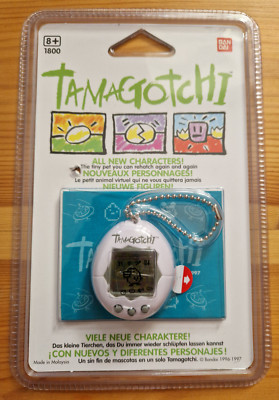 8+
1800
BAN
DAI
TAMAGOTCHI
ALL NEW CHARACTERS!
The tiny pet you can rehatch again and again
NOUVEAUX PERSONNAGES!
Le petit animal virtuel qui ne vous quittera jamais
NIEUWE FIGUREN!
TAMAGOTCHI
VIELE NEUE CHARAKTERE!
Das kleine Tierchen, das Du immer wieder schlüpfen lassen kannst
¡CON NUEVOS Y DIFERENTES PERSONAJES!
Made in Malaysia
Un sin fin de mascotas en un solo Tamagotchi.
© Bandai 1996 1997